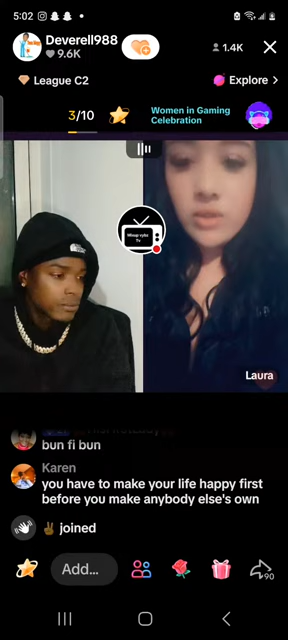 5:02
Deverell988
9.6K
1.4K
League C2
Explore >
3/10
Women in Gaming
Celebration
Tv
Laura
bun fi bun
Karen
you have to make your life happy first
before you make anybody else's own
joined
Add...
90